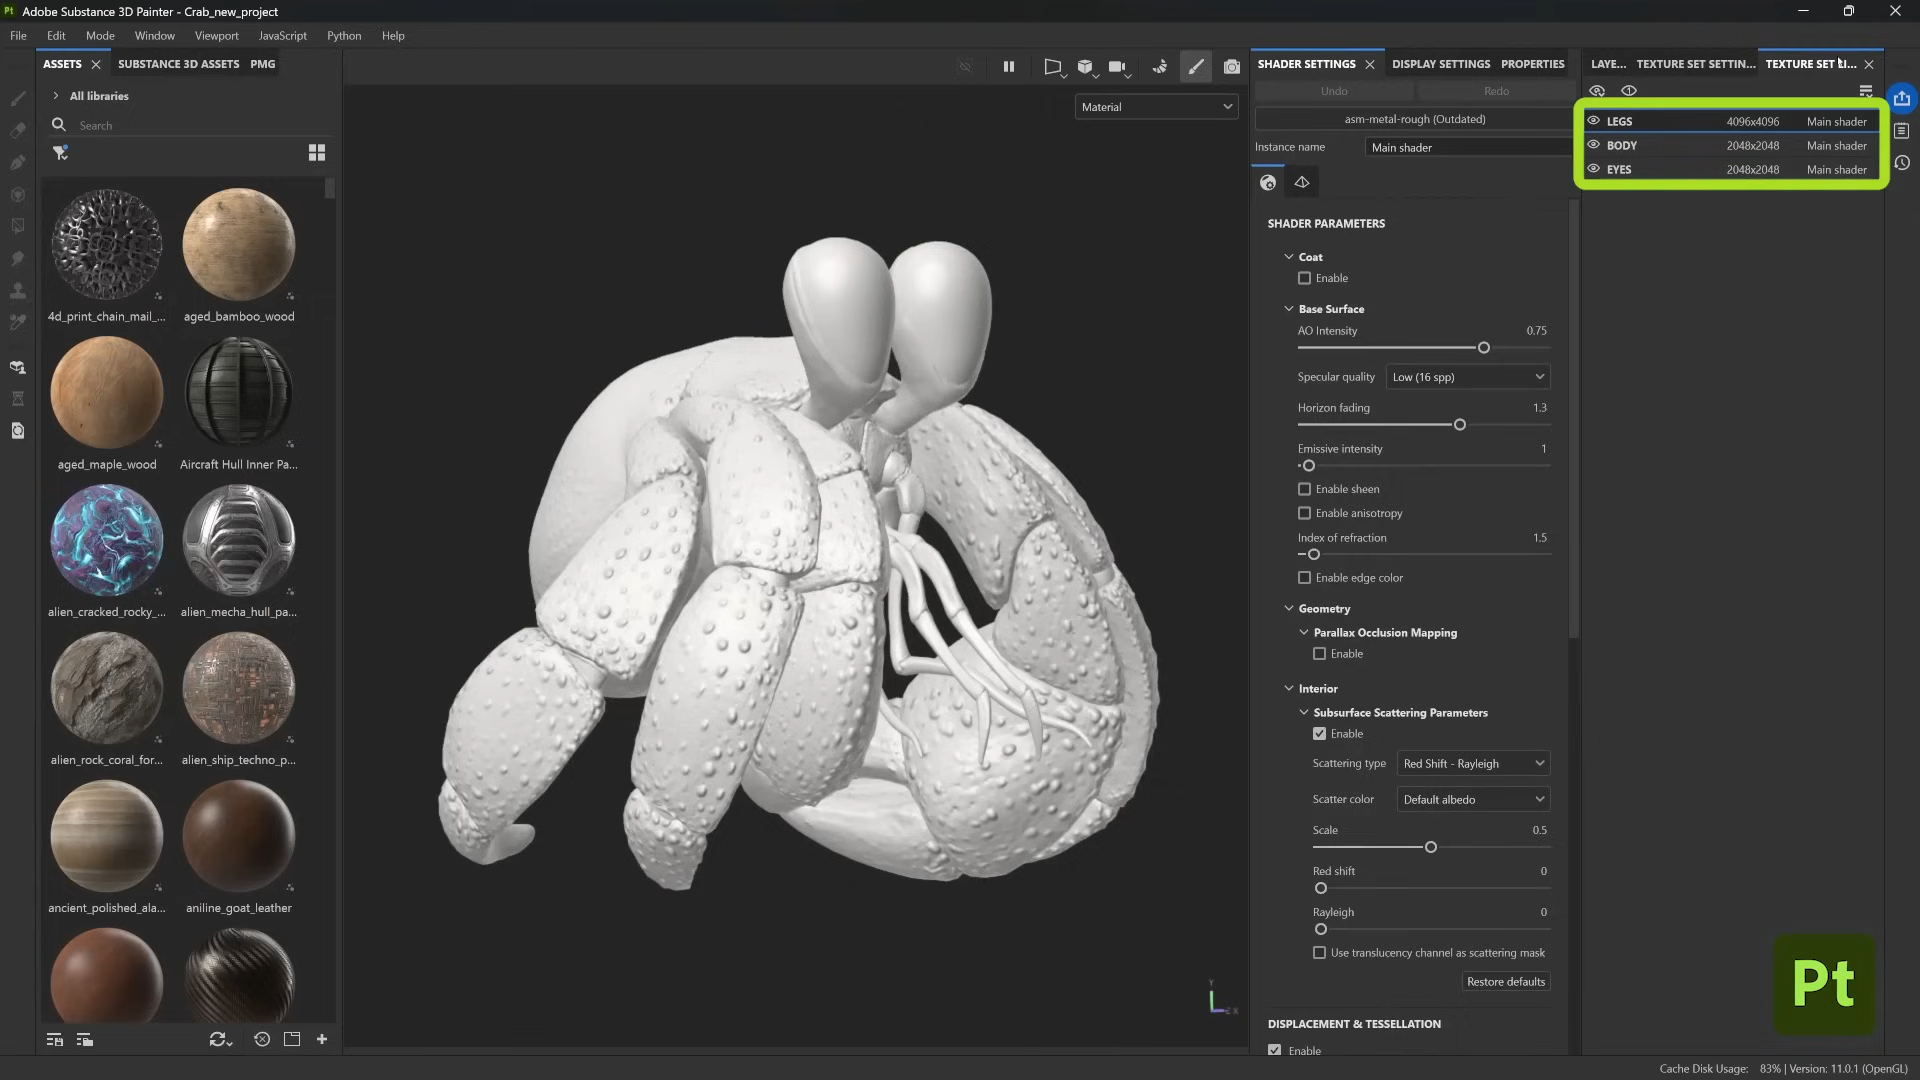 Pt Adobe Substance 3D Painter - Crab_new_project
File Edit Mode Window Viewport JavaScript Python Help
ASSETS SUBSTANCE 3D ASSETS PMG
All libraries
Search
4d_print_chain_mail_... aged_bamboo_wood
aged_maple_wood Aircraft Hull Inner Pa...
alien_cracked_rocky_... alien_mecha_hull_pa...
alien_rock_coral_for... alien_ship_techno_p...
ancient_polished_ala... aniline_goat_leather
Material
Y
X
SHADER SETTINGS DISPLAY SETTINGS PROPERTIES
Undo Redo
asm-metal-rough (Outdated)
Instance name Main shader
SHADER PARAMETERS
Coat
Enable
Base Surface
AO Intensity 0.75
Specular quality Low (16 spp)
Horizon fading 1.3
Emissive intensity 1
Enable sheen
Enable anisotropy
Index of refraction 1.5
Enable edge color
Geometry
Parallax Occlusion Mapping
Enable
Interior
Subsurface Scattering Parameters
Enable
Scattering type Red Shift - Rayleigh
Scatter color Default albedo
Scale 0.5
Red shift 0
Rayleigh 0
Use translucency channel as scattering mask
Restore defaults
DISPLACEMENT & TESSELLATION
Enable
LAYE... TEXTURE SET SETTIN... TEXTURE SET LI...
LEGS 4096x4096 Main shader
BODY 2048x2048 Main shader
EYES 2048x2048 Main shader
Pt
Cache Disk Usage: 83% | Version: 11.0.1 (OpenGL)